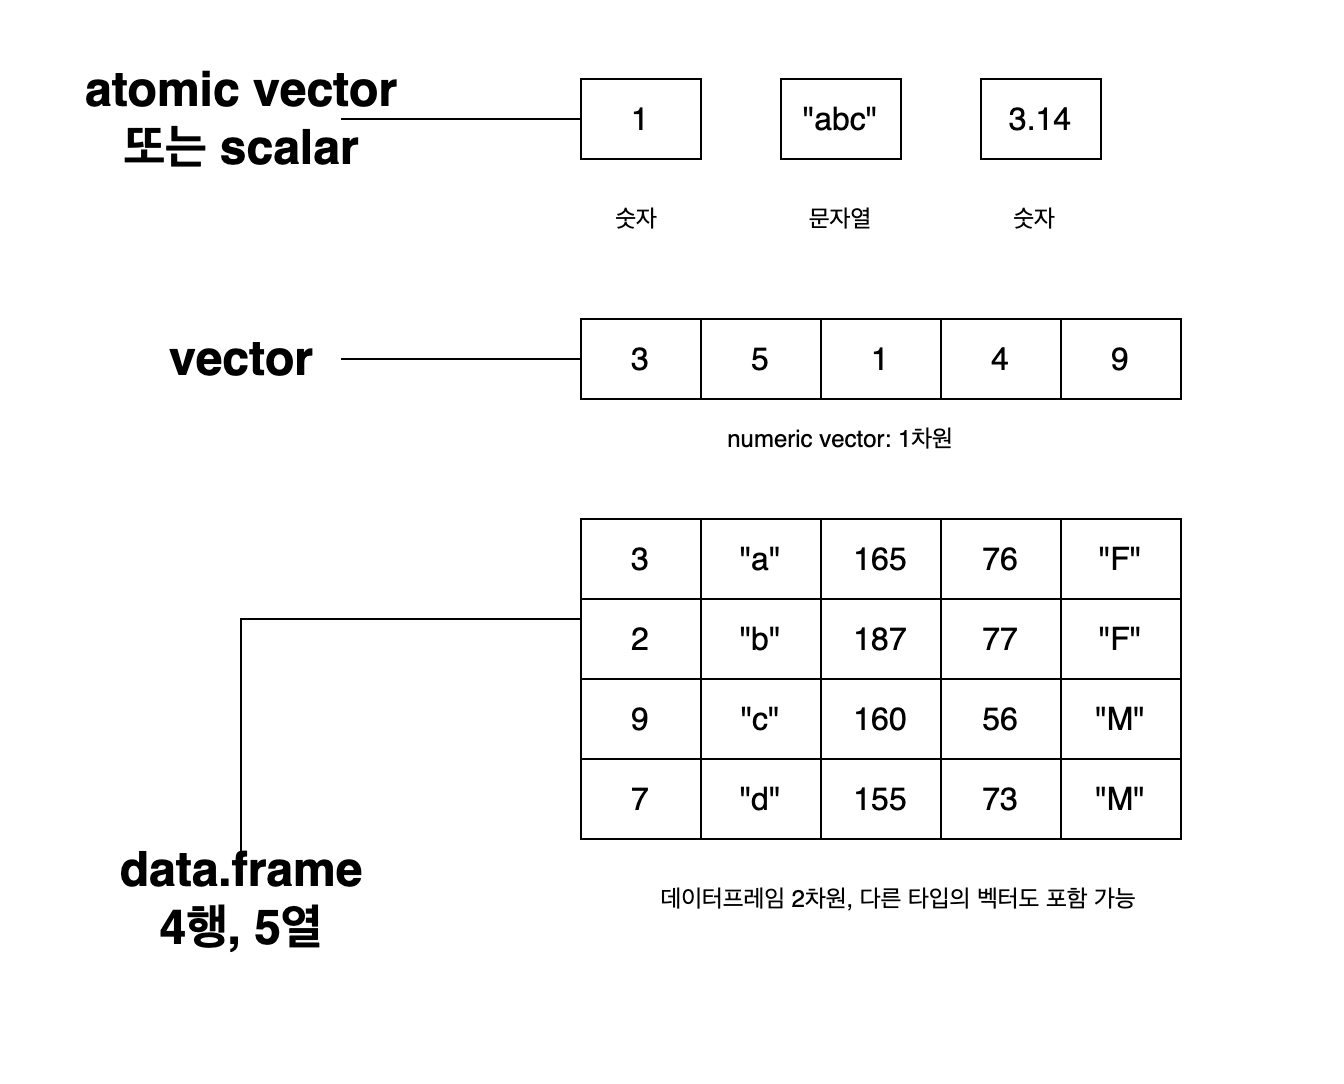 atomic vector
또는 scalar
1 "abc" 3.14
숫자 문자열 숫자
vector
3 5 1 4 9
numeric vector: 1차원
3 "a" 165 76 "F"
2 "b" 187 77 "F"
9 "c" 160 56 "M"
7 "d" 155 73 "M"
data.frame
4행, 5열
데이터프레임 2차원, 다른 타입의 벡터도 포함 가능